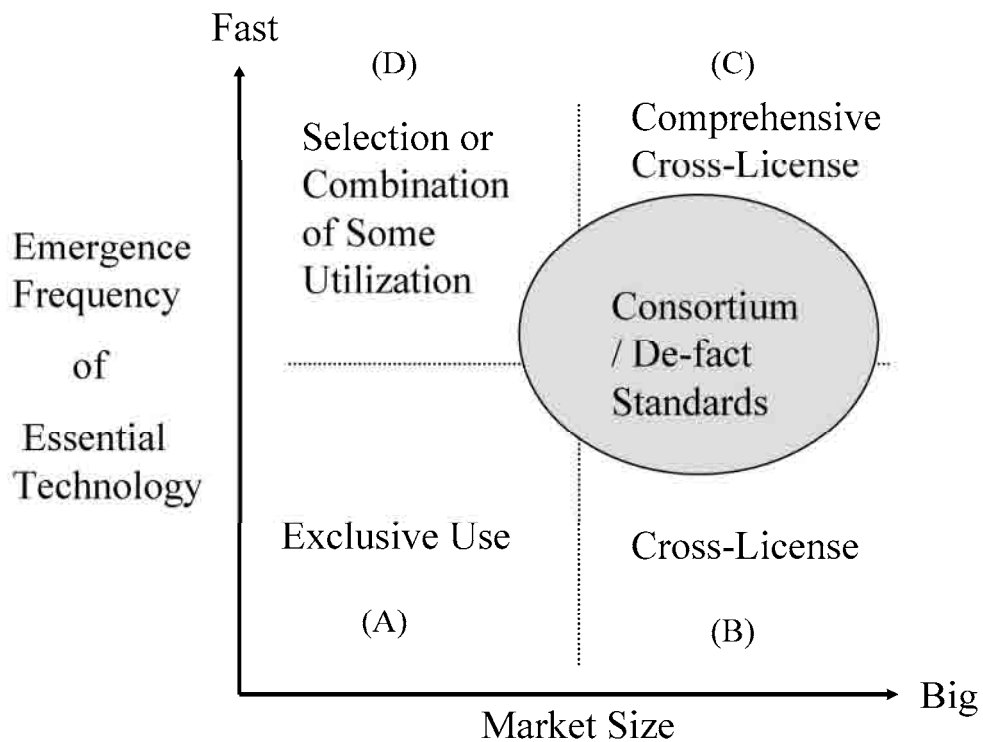 Fast
(D)
(C)
Selection or
Combination
of Some
Utilization
Comprehensive
Cross-License
Emergence
Frequency
of
Essential
Technology
Consortium
/ De-fact
Standards
Exclusive Use
Cross-License
(A)
(B)
Big
Market Size